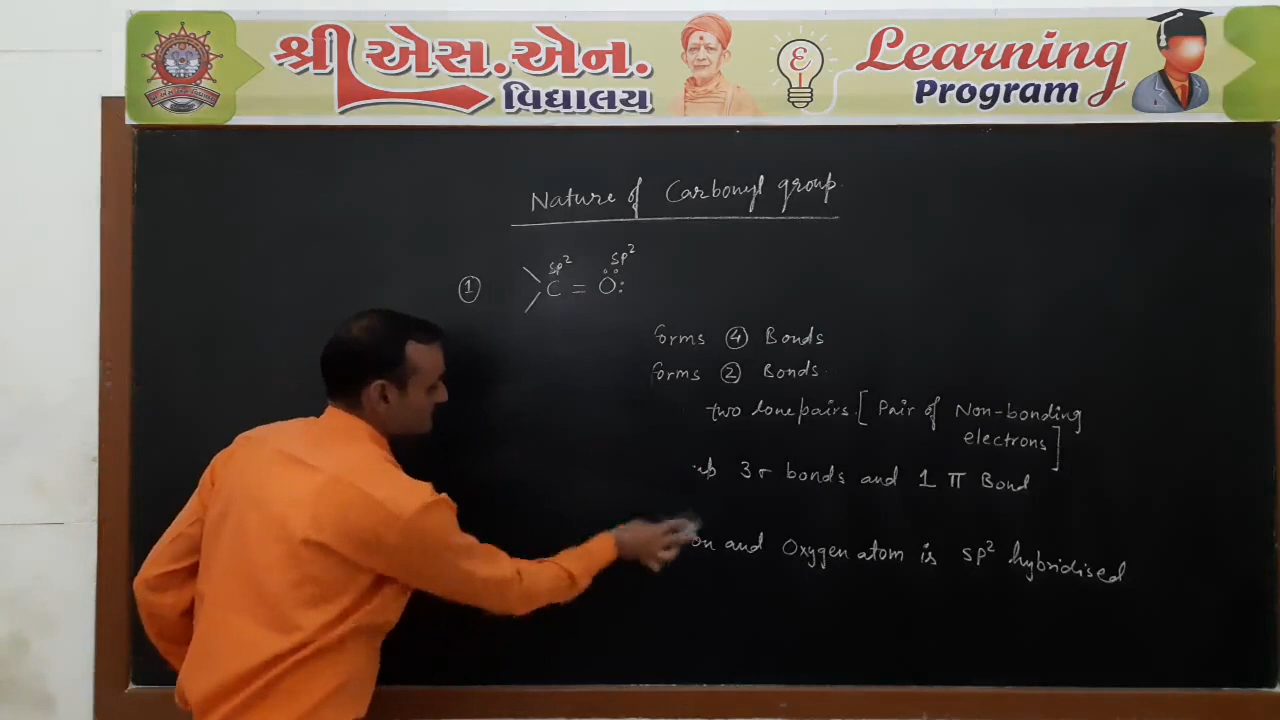 શ્રી એસ.એન.
વિદ્યાલય
Learning
Program
Nature of Carbonyl group.
sp² sp²
① C = O:
forms ④ Bonds
forms ② Bonds.
two lone pairs. [Pair of Non-bonding
electrons]
3σ bonds and 1 π Bond
and Oxygen atom is sp² hybridised